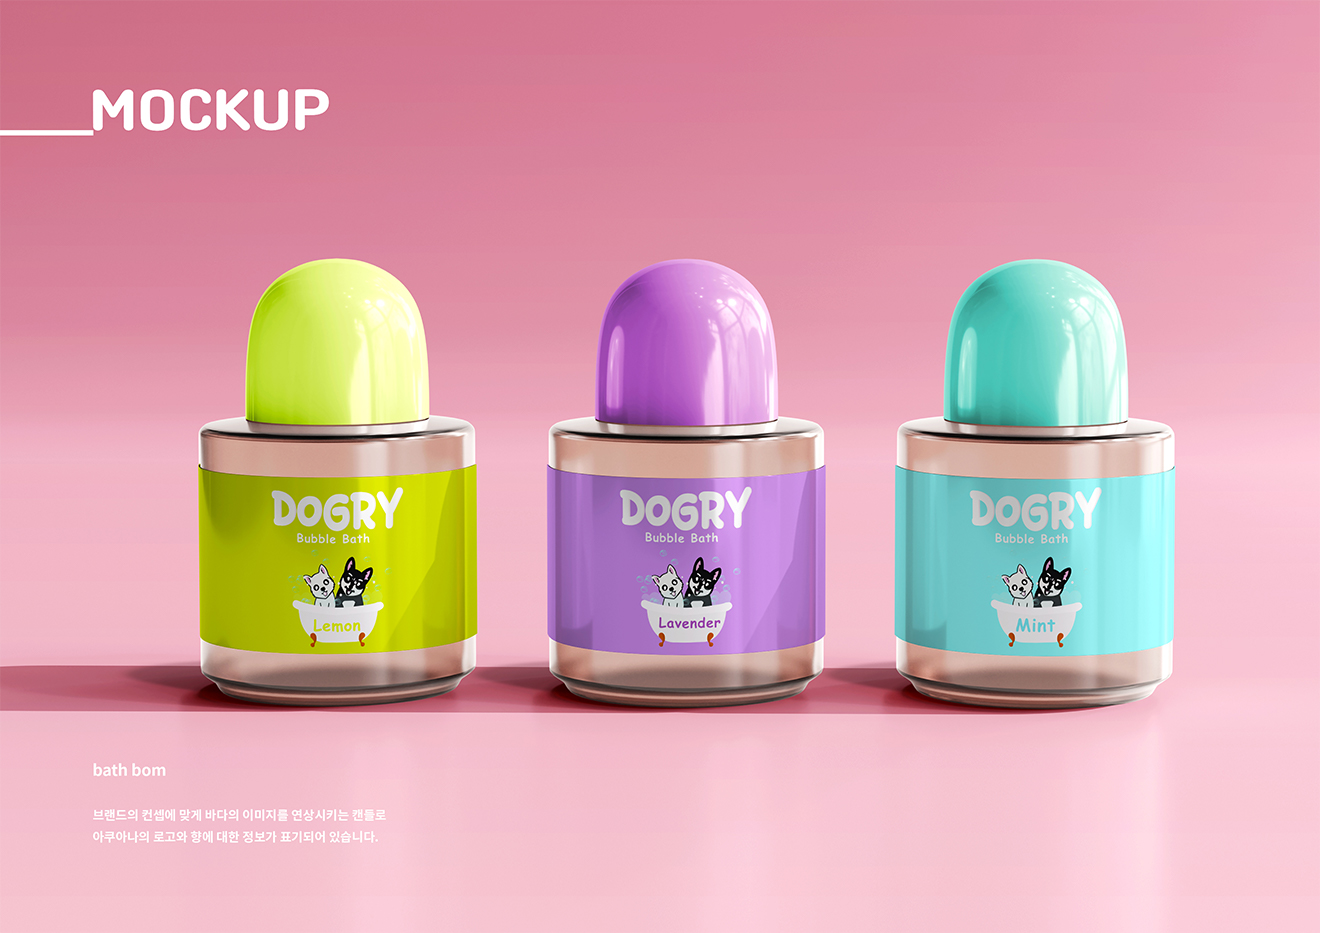 MOCKUP
DOGRY
Bubble Bath
Lemon
DOGRY
Bubble Bath
Lavender
DOGRY
Bubble Bath
Mint
bath bom
브랜드의 컨셉에 맞게 바다의 이미지를 연상시키는 캔들로
아쿠아나의 로고와 향에 대한 정보가 표기되어 있습니다.